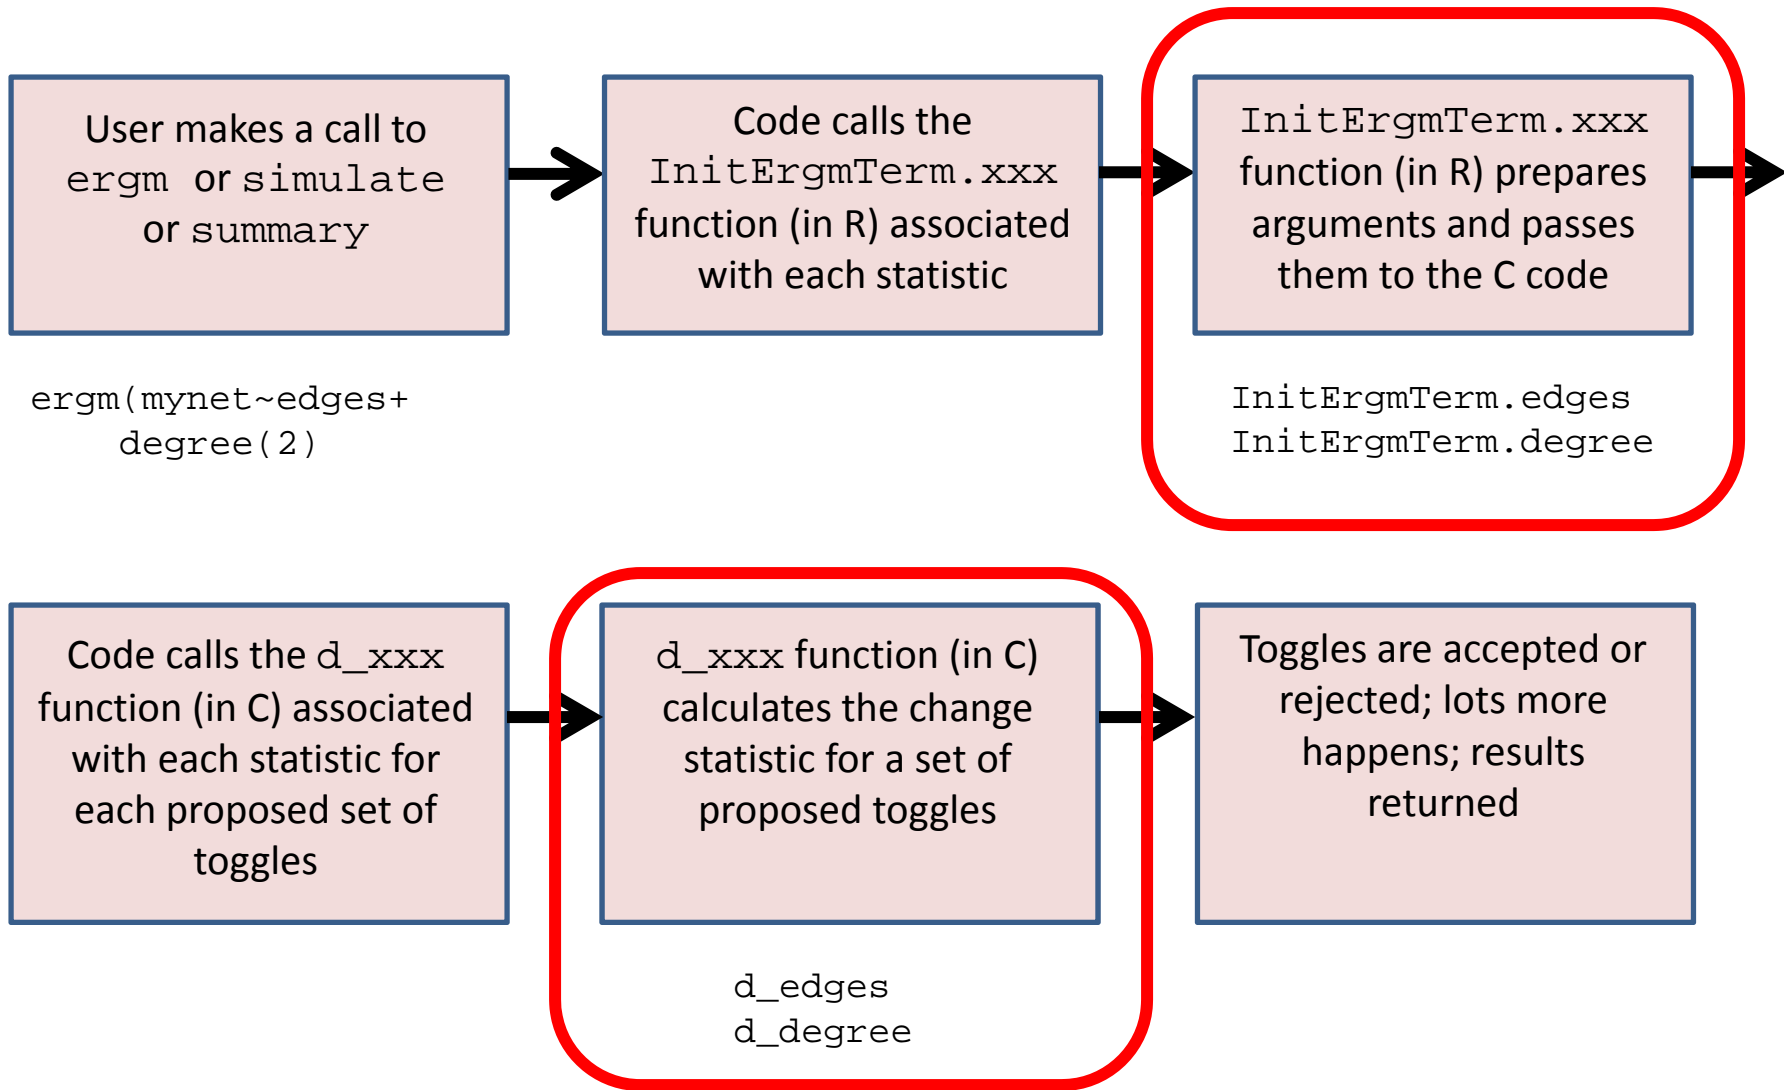 User makes a call to
ergm or simulate
or summary
Code calls the
InitErgmTerm.xxx
function (in R) associated
with each statistic
InitErgmTerm.xxx
function (in R) prepares
arguments and passes
them to the C code
ergm(mynet~edges+
degree(2)
InitErgmTerm.edges
InitErgmTerm.degree
Code calls the d_xxx
function (in C) associated
with each statistic for
each proposed set of
toggles
d_xxx function (in C)
calculates the change
statistic for a set of
proposed toggles
Toggles are accepted or
rejected; lots more
happens; results
returned
d_edges
d_degree